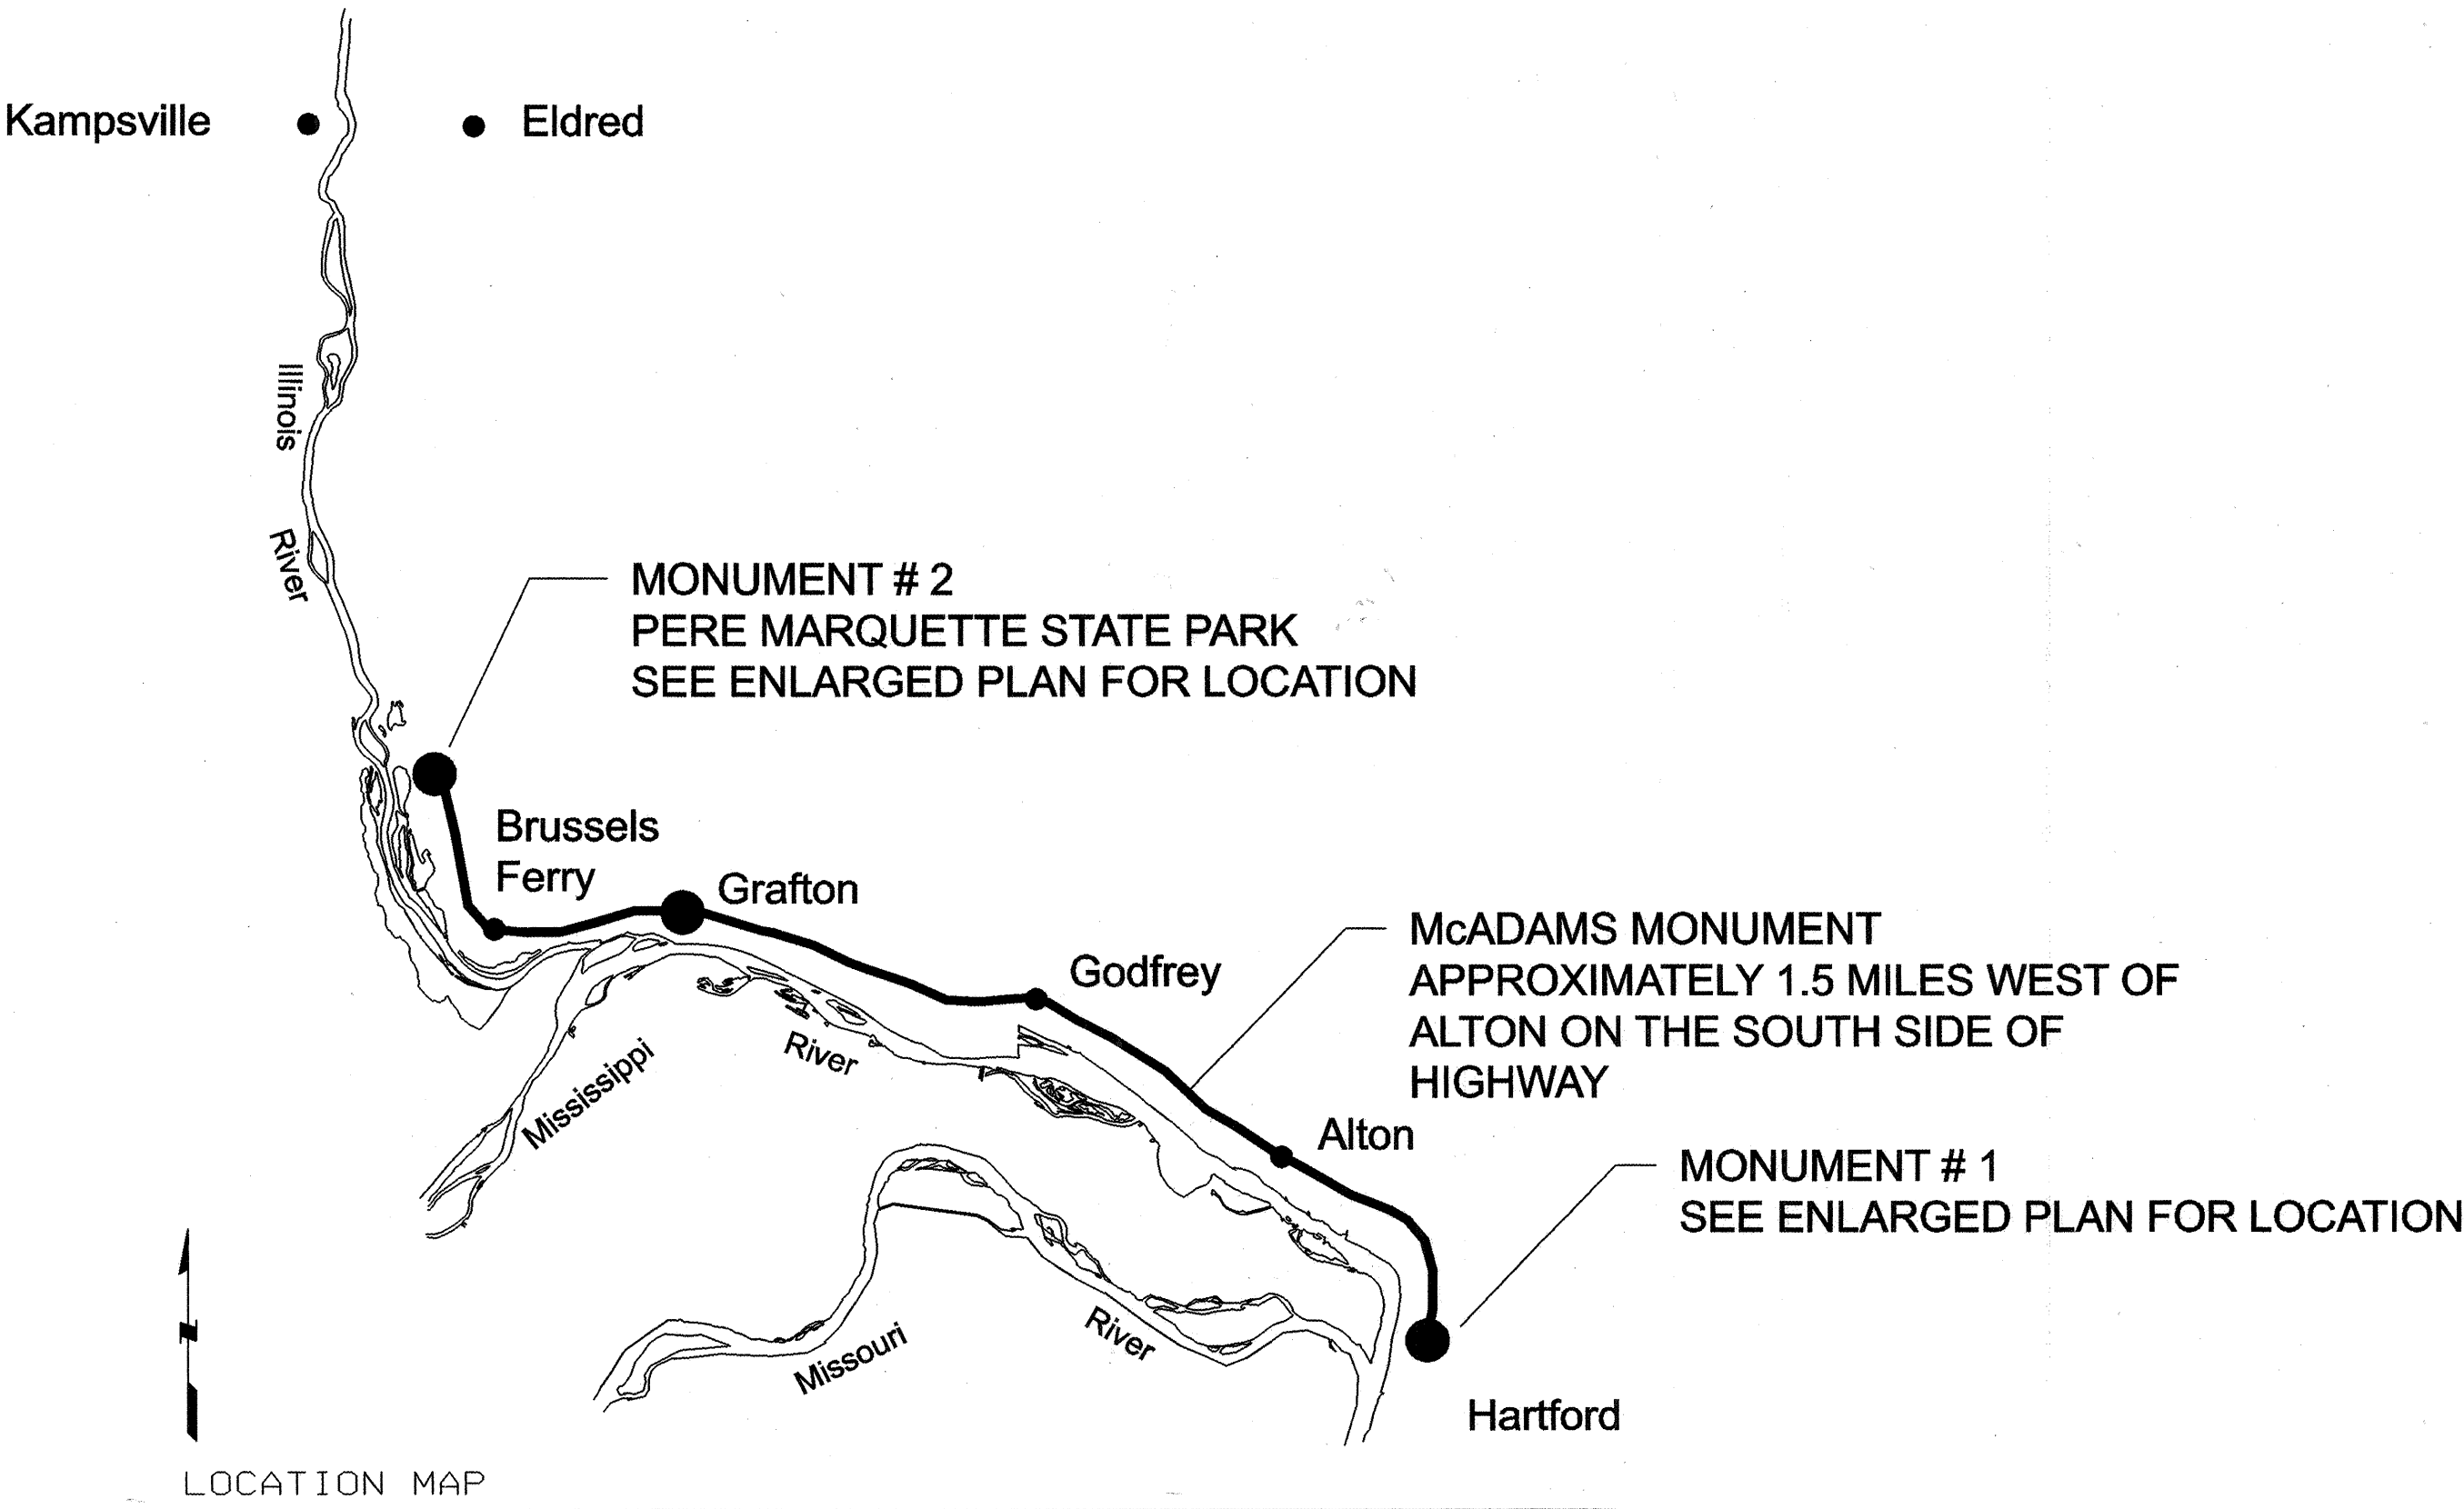 Kampsville
Eldred
Illinois
River
MONUMENT # 2
PERE MARQUETTE STATE PARK
SEE ENLARGED PLAN FOR LOCATION
Brussels
Ferry
Grafton
Godfrey
McADAMS MONUMENT
APPROXIMATELY 1.5 MILES WEST OF
ALTON ON THE SOUTH SIDE OF
HIGHWAY
Mississippi
River
Alton
MONUMENT # 1
SEE ENLARGED PLAN FOR LOCATION
Missouri
River
Hartford
N
LOCATION MAP